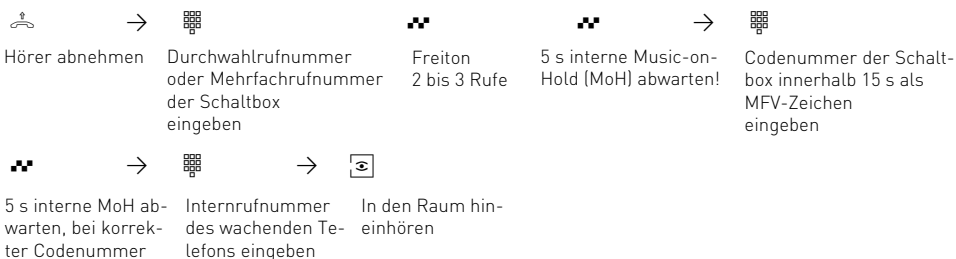 Hörer abnehmen
Durchwahlrufnummer
oder Mehrfachrufnummer
der Schaltbox
eingeben
Freiton
2 bis 3 Rufe
5 s interne Music-on-
Hold (MoH) abwarten!
Codenummer der Schalt-
box innerhalb 15 s als
MFV-Zeichen
eingeben
5 s interne MoH ab-
warten, bei korrek-
ter Codenummer
Internrufnummer
des wachenden Te-
lefons eingeben
In den Raum hin-
einhören